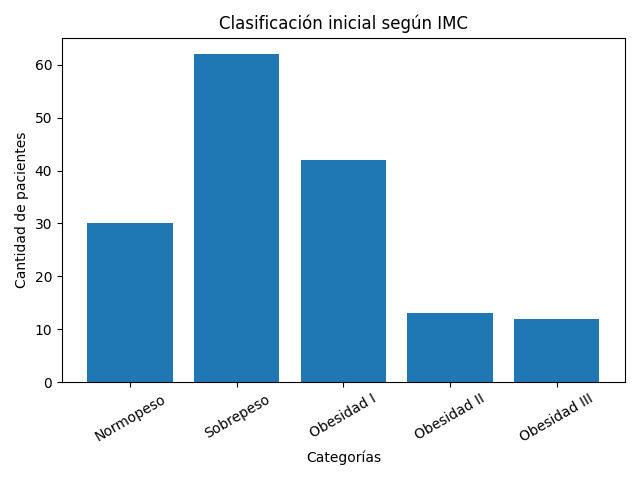 Clasificación inicial según IMC
Cantidad de pacientes
60
50
40
30
20
10
0
Normopeso
Sobrepeso
Obesidad I
Obesidad II
Obesidad III
Categorías